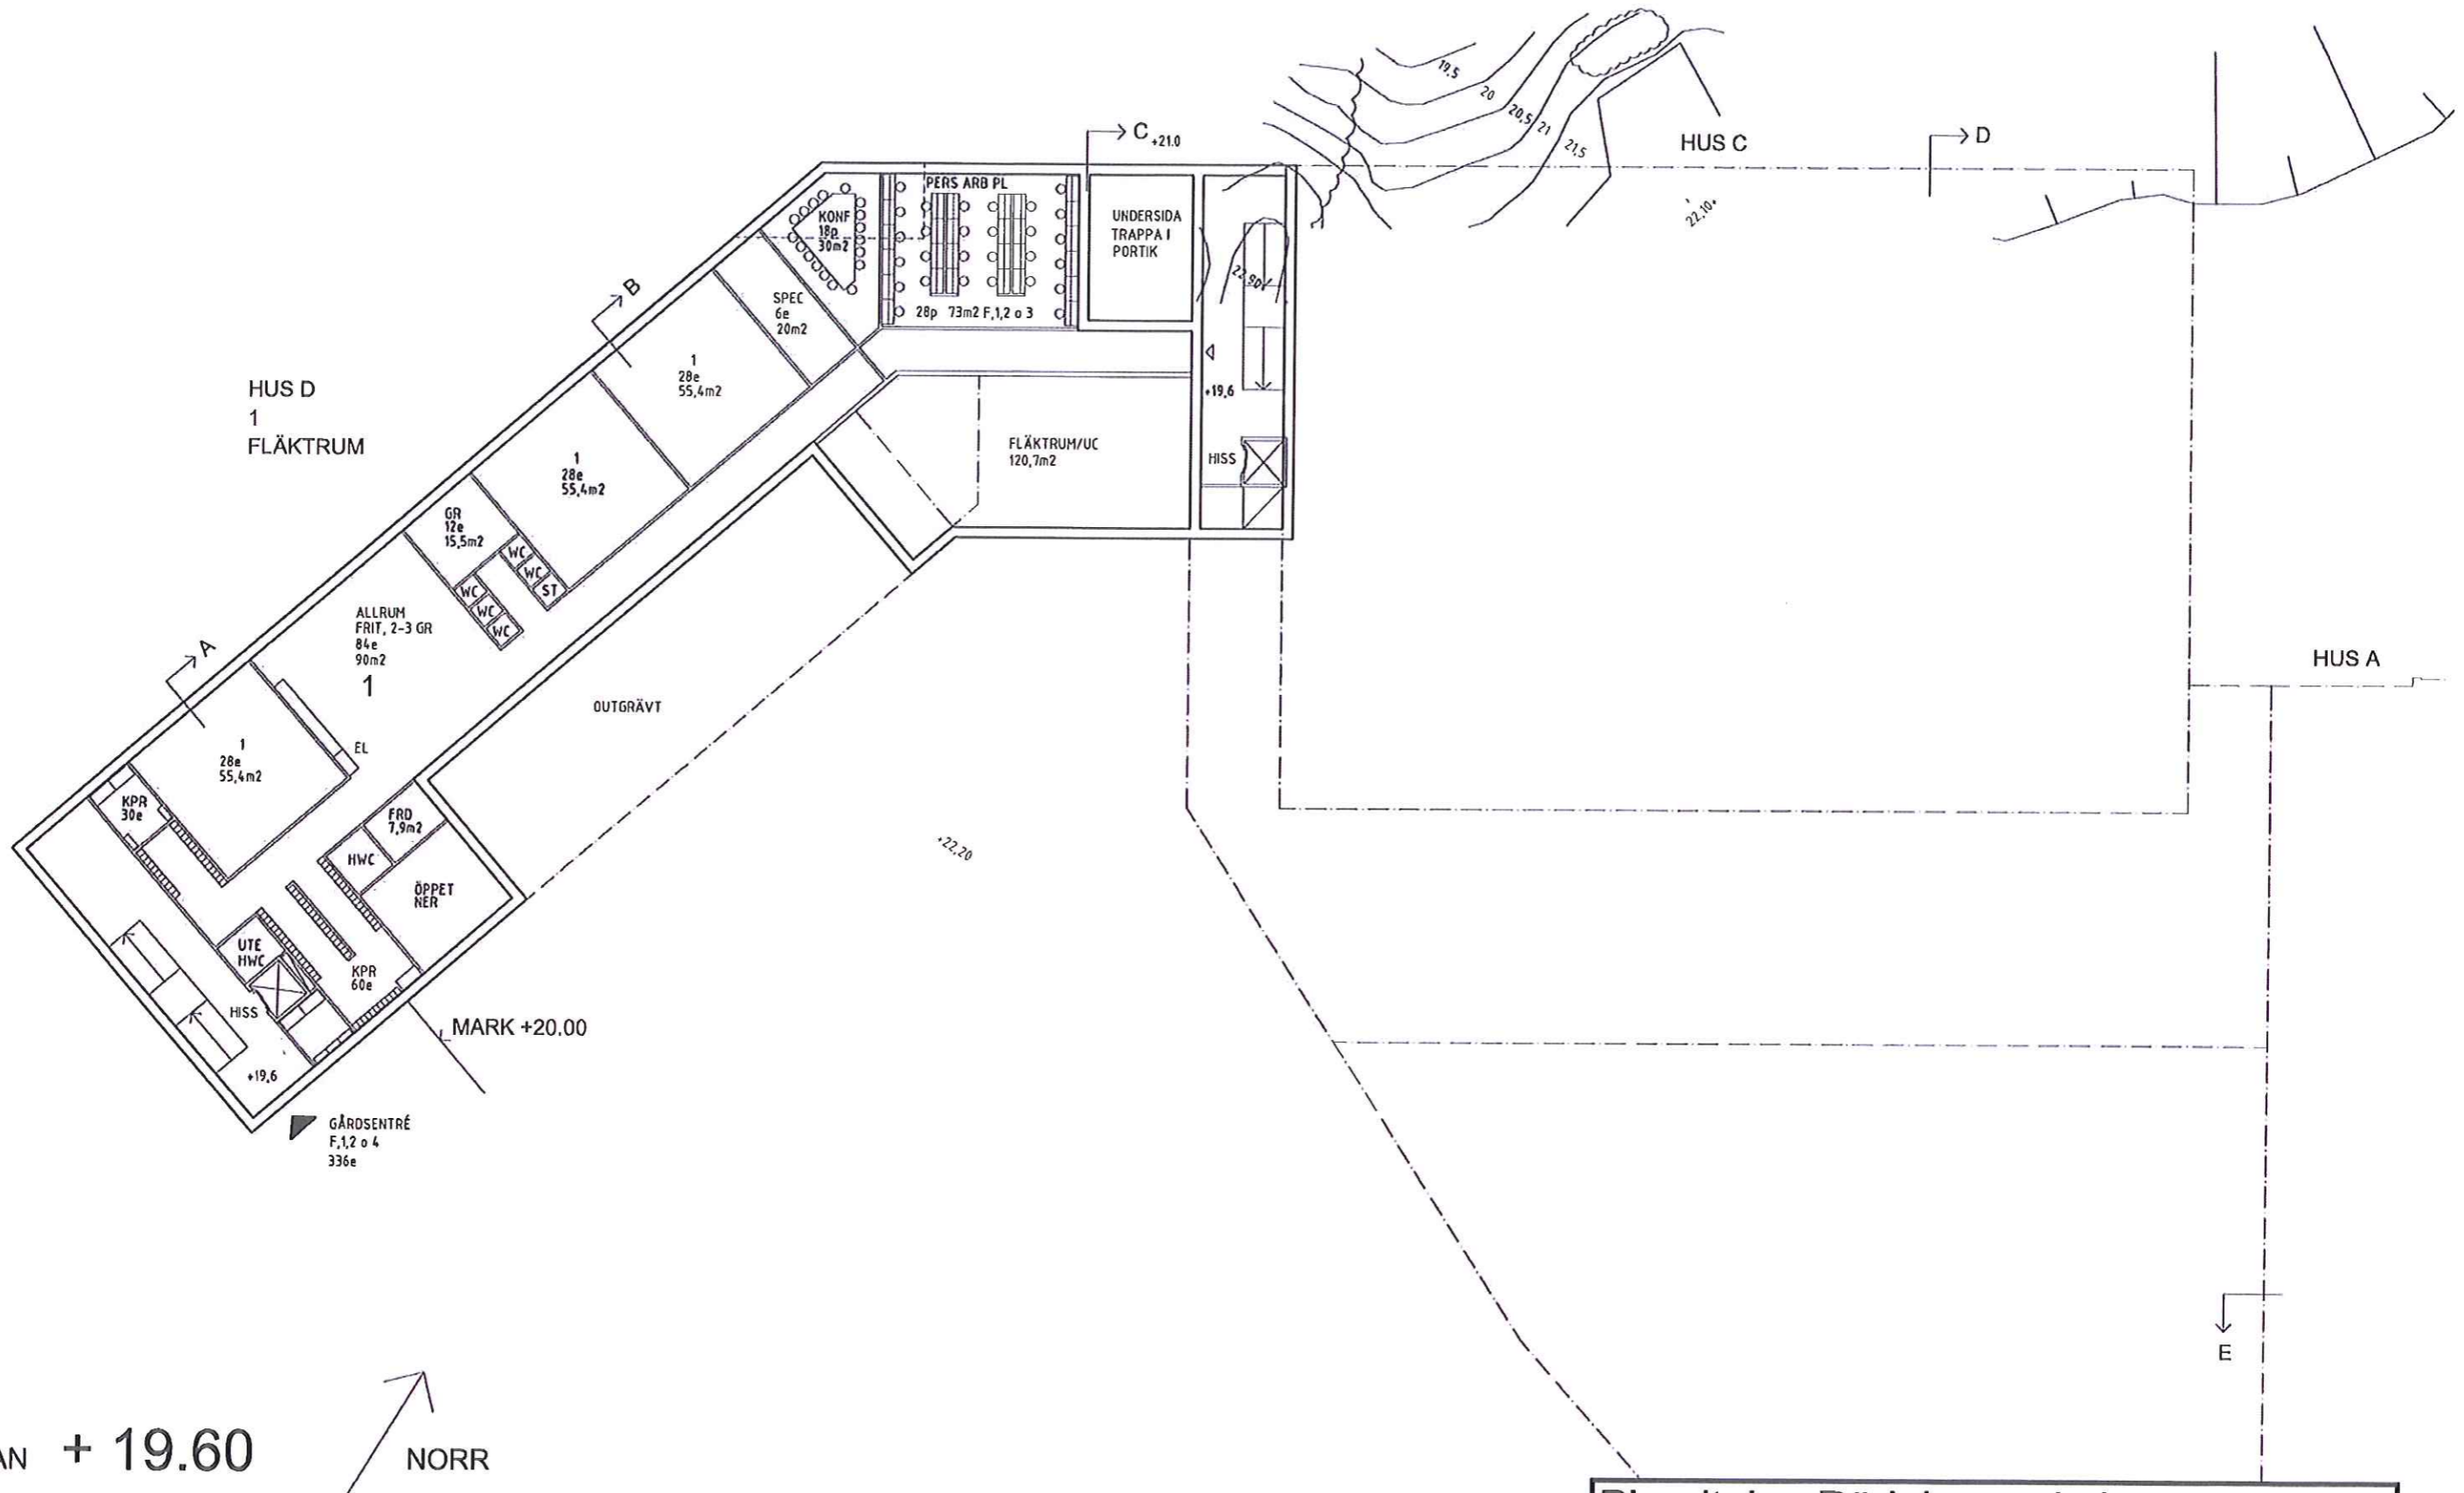 19,5
20
20,5
21
21,5
HUS C
D
22,10
C
+21.0
PERS ARB PL
KONF
18p
30m2
UNDERSIDA
TRAPPA I
PORTIK
28p 73m2 F,1,2 o 3
22,90
B
SPEC
6e
20m2
1
28e
55,4m2
+19,6
HUS D
1
FLÄKTRUM
FLÄKTRUM/UC
120,7m2
HISS
1
28e
55,4m2
GR
12e
15,5m2
WC
WC
ST
WC
WC
WC
ALLRUM
FRIT, 2-3 GR
84e
90m2
1
A
HUS A
OUTGRÄVT
1
28e
55,4m2
EL
KPR
30e
FRD
7,9m2
HWC
ÖPPET
NER
+22,20
UTE
HWC
KPR
60e
HISS
MARK +20.00
+19,6
GÅRDSENTRÉ
F,1,2 o 4
336e
E
AN + 19.60
NORR